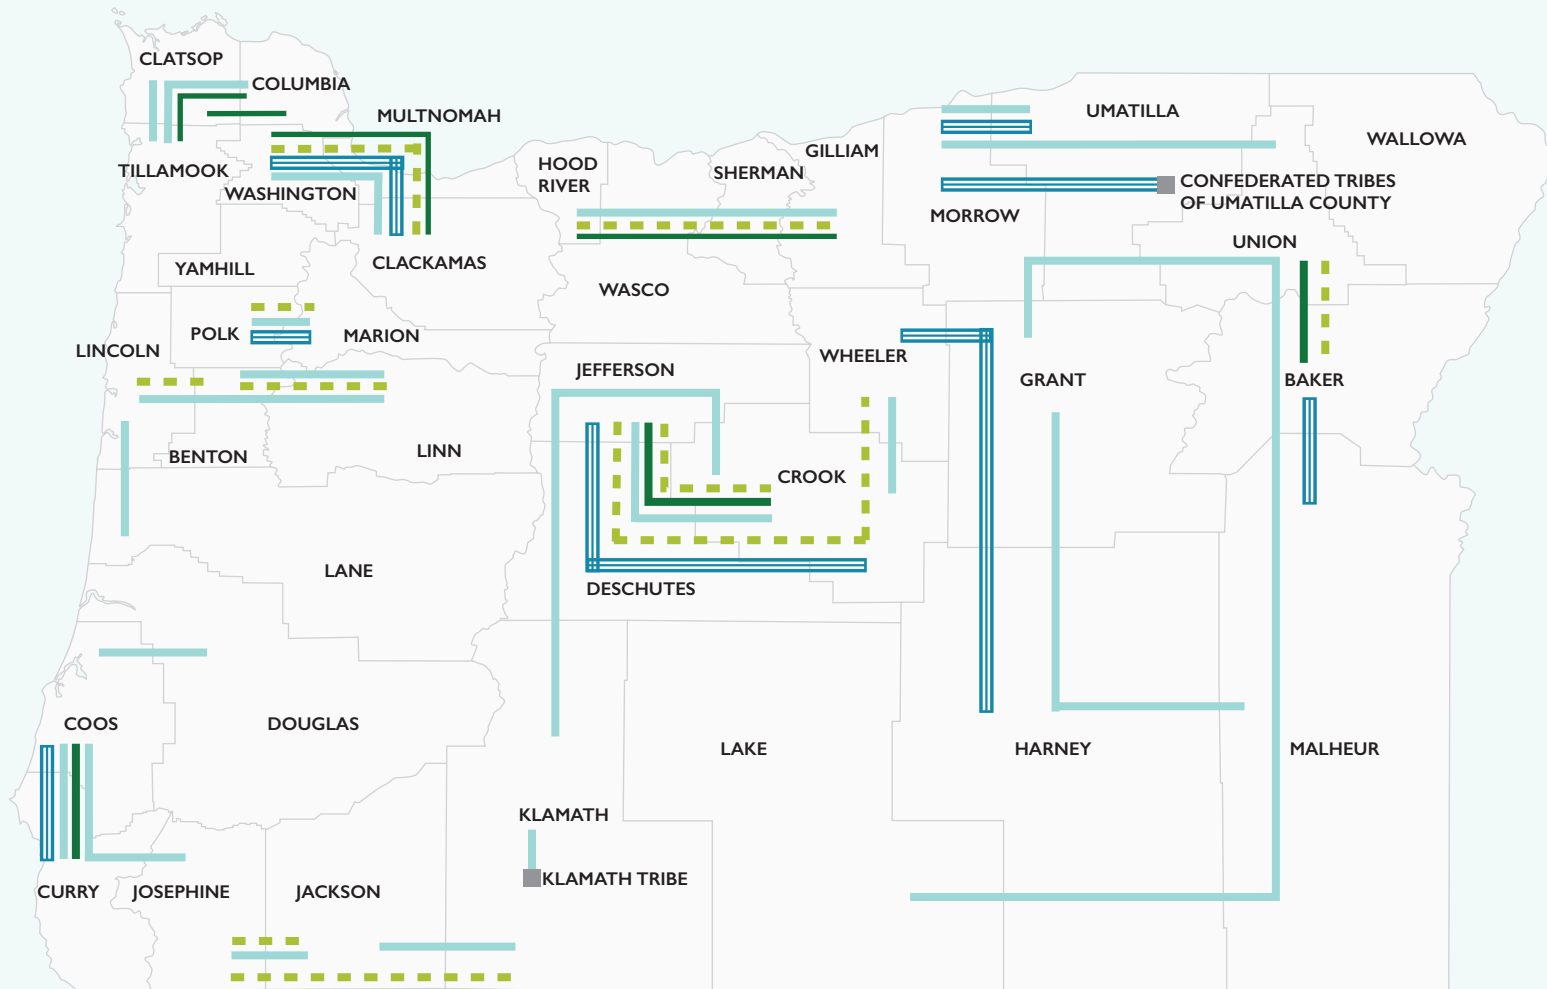 CLATSOP
COLUMBIA
MULTNOMAH
TILLAMOOK
WASHINGTON
HOOD
RIVER
SHERMAN
GILLIAM
UMATILLA
WALLOWA
CONFEDERATED TRIBES
OF UMATILLA COUNTY
MORROW
UNION
YAMHILL
CLACKAMAS
WASCO
POLK
MARION
LINCOLN
JEFFERSON
WHEELER
GRANT
BAKER
BENTON
LINN
CROOK
LANE
DESCHUTES
COOS
DOUGLAS
LAKE
HARNEY
MALHEUR
KLAMATH
KLAMATH TRIBE
CURRY
JOSEPHINE
JACKSON